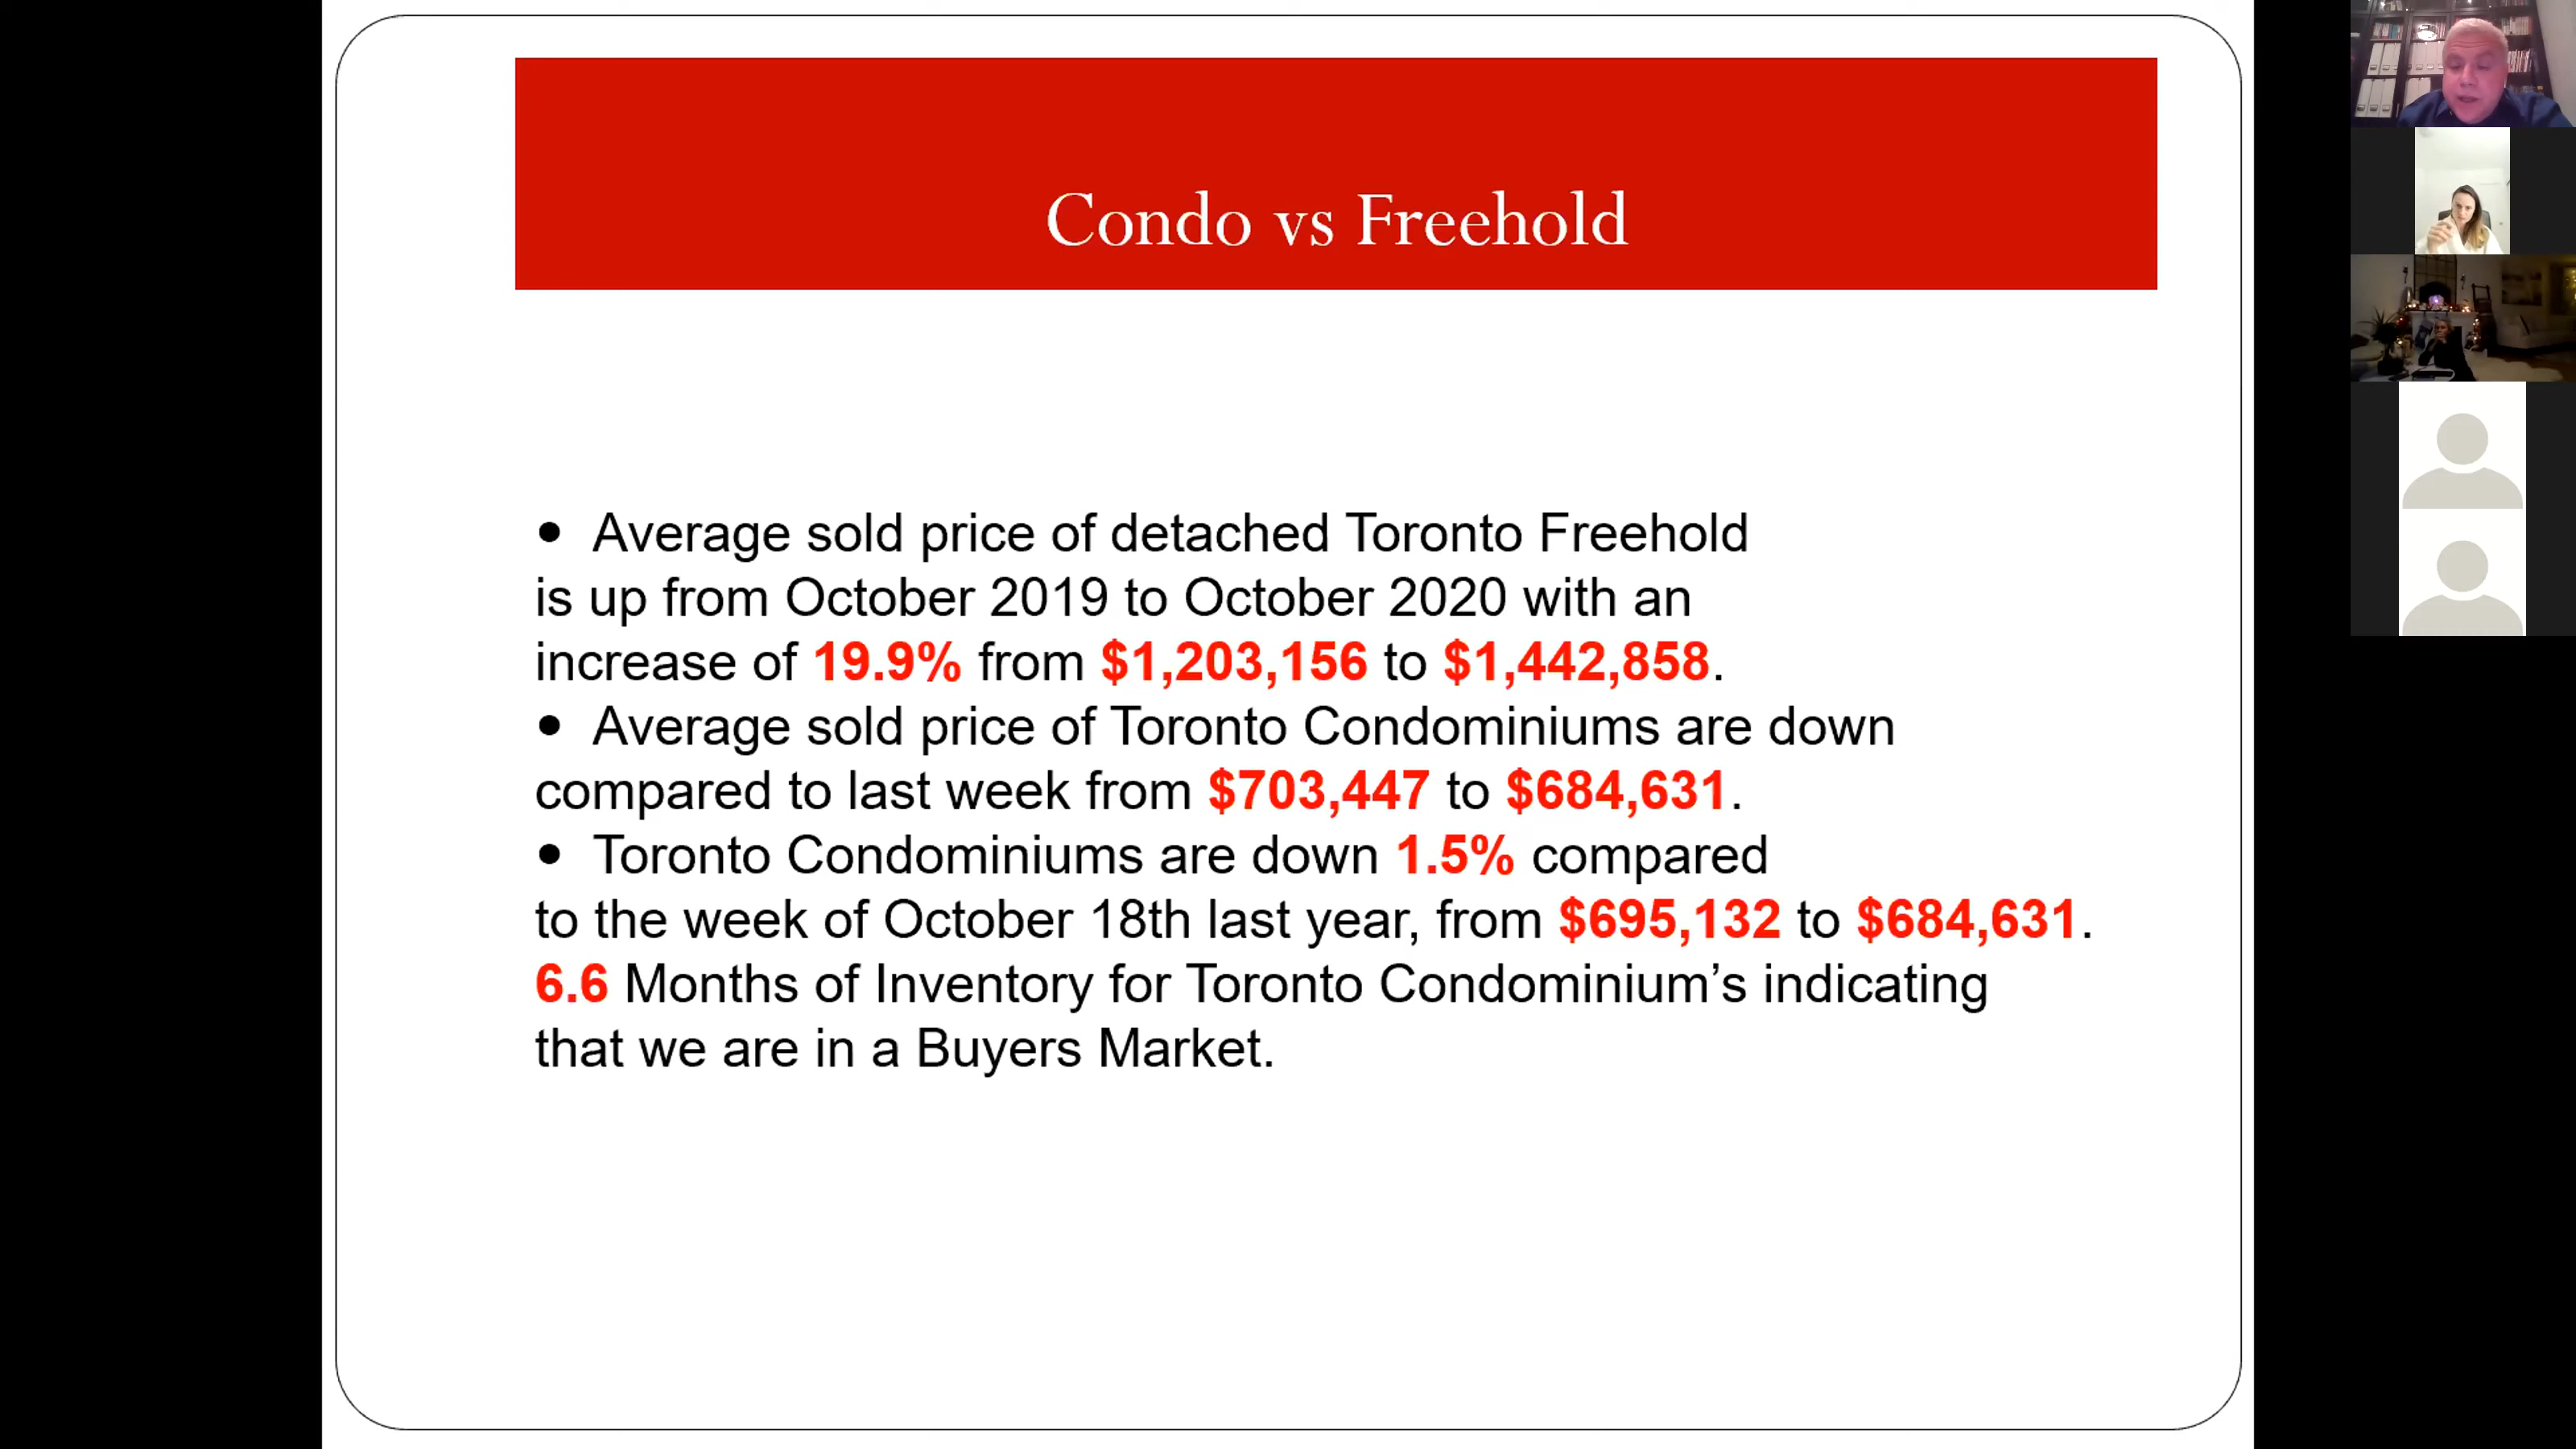 Condo vs Freehold
• Average sold price of detached Toronto Freehold
is up from October 2019 to October 2020 with an
increase of 19.9% from $1,203,156 to $1,442,858.
• Average sold price of Toronto Condominiums are down
compared to last week from $703,447 to $684,631.
• Toronto Condominiums are down 1.5% compared
to the week of October 18th last year, from $695,132 to $684,631.
6.6 Months of Inventory for Toronto Condominium’s indicating
that we are in a Buyers Market.